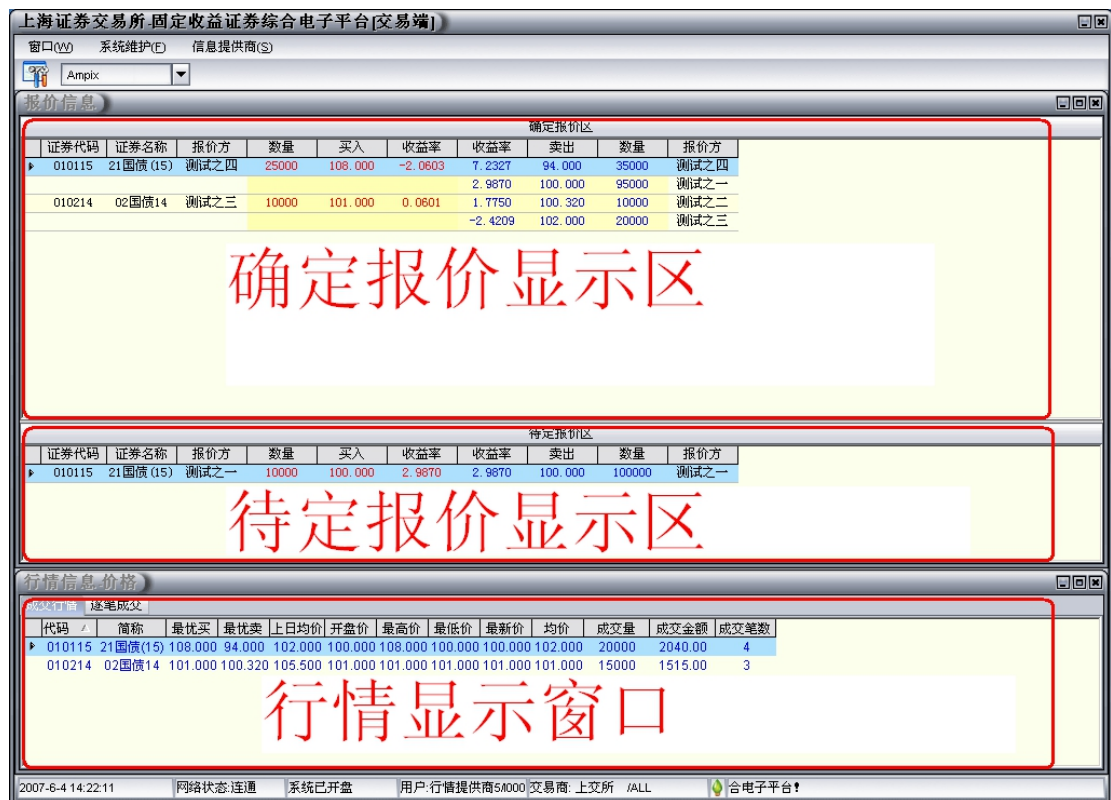 上海证券交易所-固定收益证券综合电子平台[交易端]
窗口(W) 系统维护(F) 信息提供商(S)
Ampix
报价信息
确定报价区
证券代码 证券名称 报价方 数量 买入 收益率 收益率 卖出 数量 报价方
010115 21国债(15) 测试之四 25000 108.000 -2.0603 7.2327 94.000 35000 测试之四
2.9870 100.000 95000 测试之一
010214 02国债14 测试之三 10000 101.000 0.0601 1.7750 100.320 10000 测试之二
-2.4209 102.000 20000 测试之三
确定报价显示区
待定报价区
证券代码 证券名称 报价方 数量 买入 收益率 收益率 卖出 数量 报价方
010115 21国债(15) 测试之一 10000 100.000 2.9870 2.9870 100.000 100000 测试之一
待定报价显示区
行情信息-价格
成交行情 逐笔成交
代码 简称 最优买 最优卖 上日均价 开盘价 最高价 最低价 最新价 均价 成交量 成交金额 成交笔数
010115 21国债(15) 108.000 94.000 102.000 100.000 108.000 100.000 100.000 102.000 20000 2040.00 4
010214 02国债14 101.000 100.320 105.500 101.000 101.000 101.000 101.000 101.000 15000 1515.00 3
行情显示窗口
2007-6-4 14:22:11 网络状态:连通 系统已开盘 用户:行情提供商5/I000 交易商: 上交所 /ALL 合电子平台!